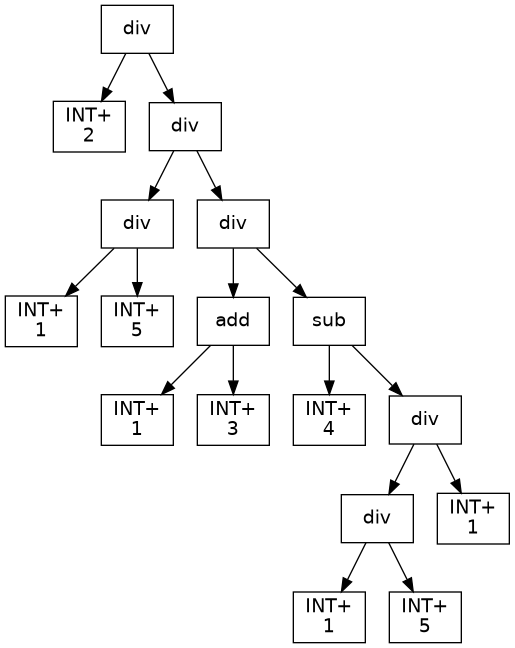 div
INT+
2
div
div
div
INT+
1
INT+
5
add
sub
INT+
1
INT+
3
INT+
4
div
div
INT+
1
INT+
1
INT+
5